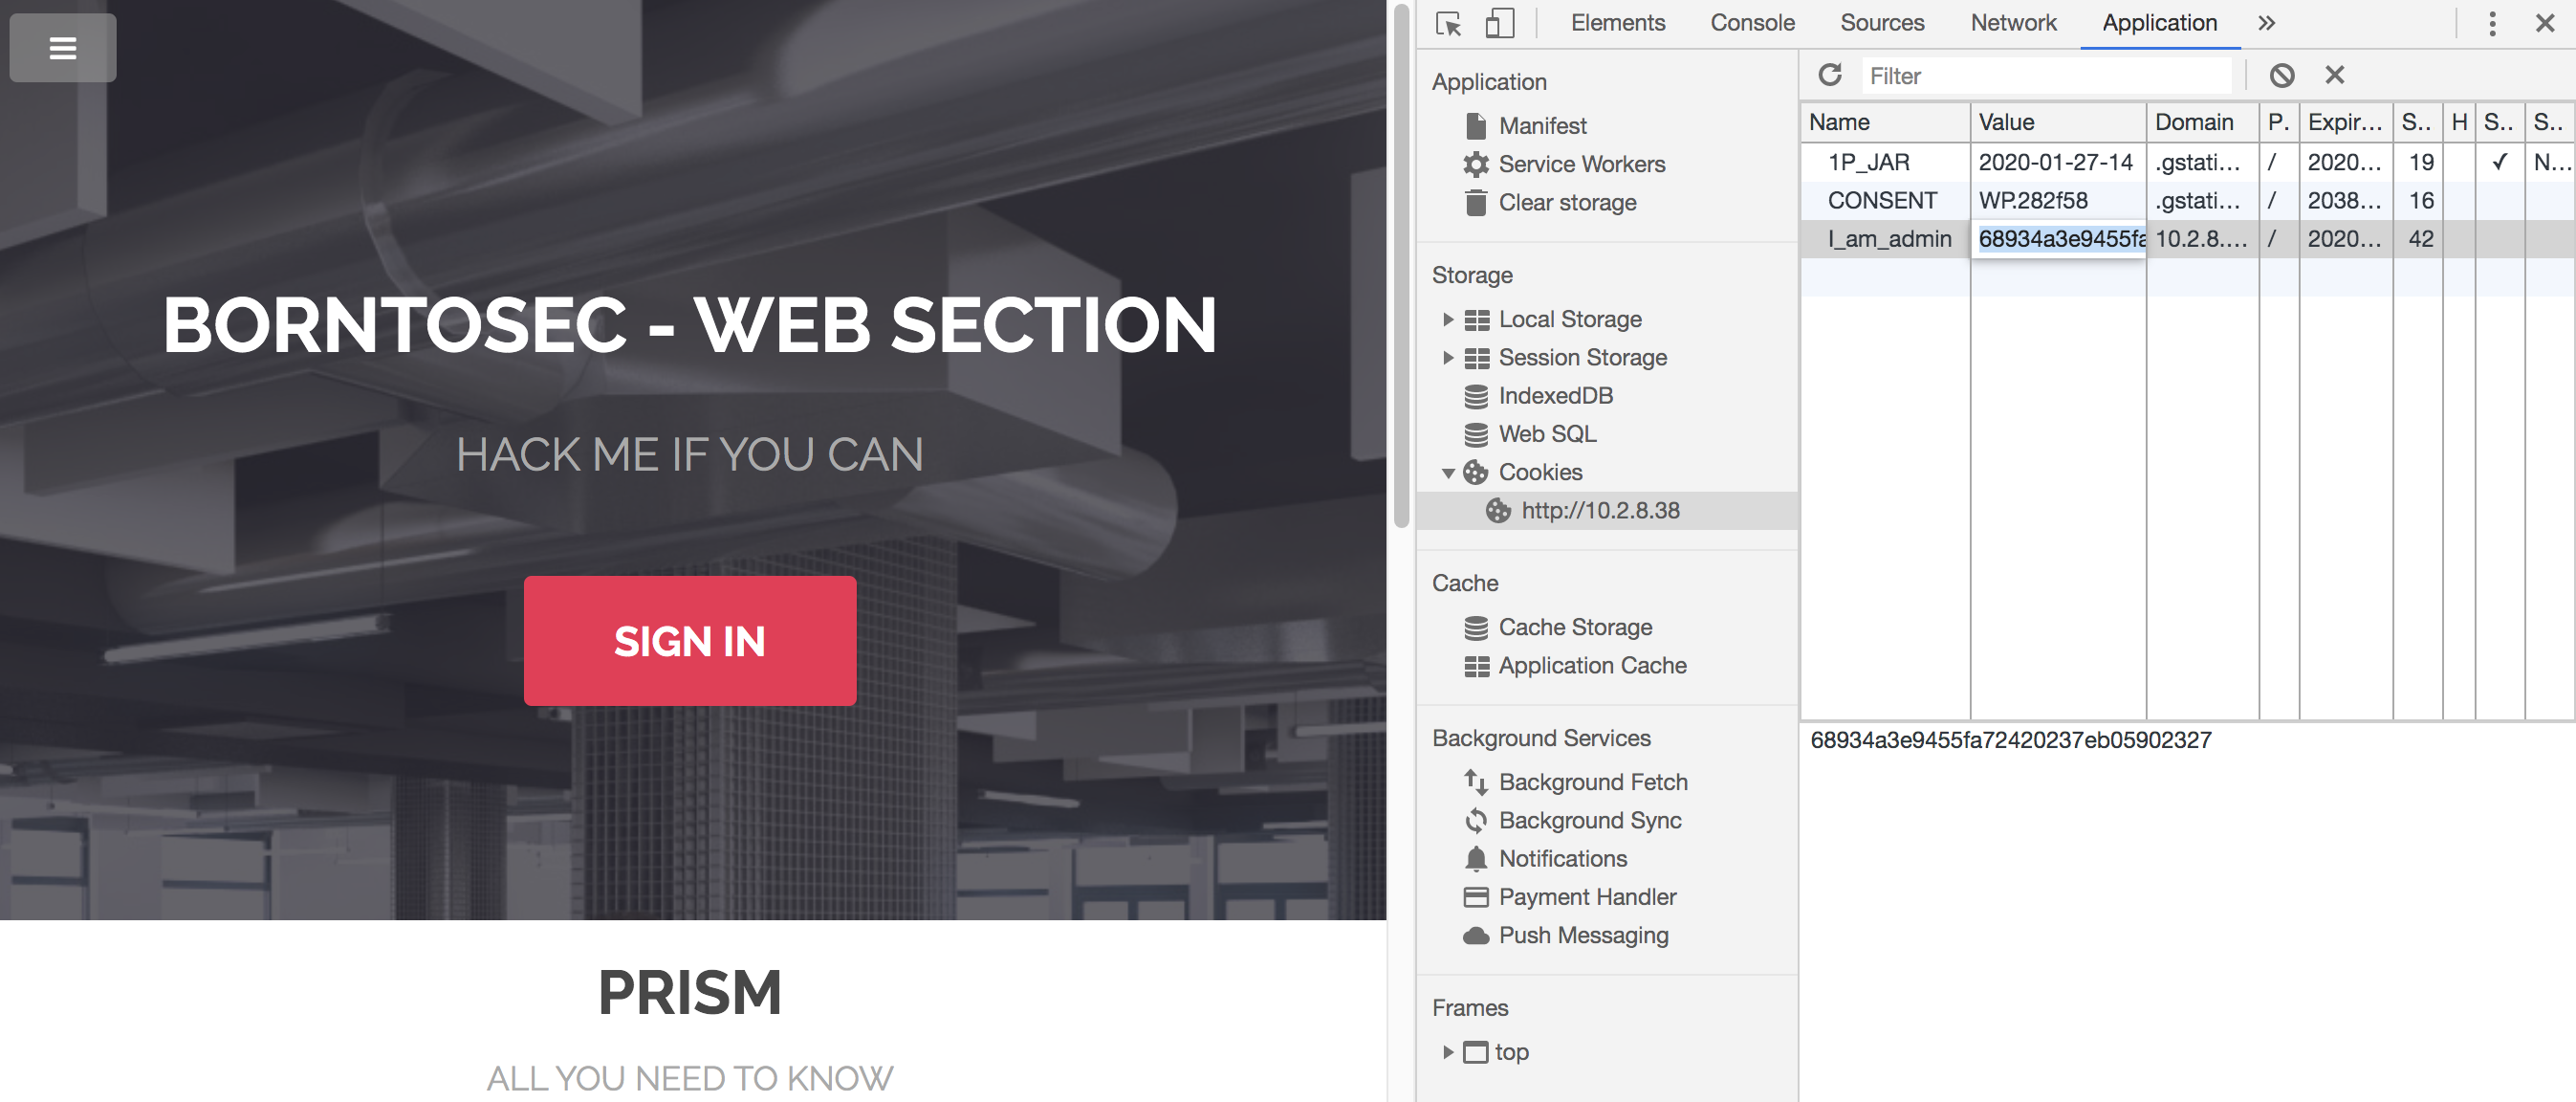 BORNTOSEC - WEB SECTION
HACK ME IF YOU CAN
SIGN IN
PRISM
ALL YOU NEED TO KNOW
Elements Console Sources Network Application »
Application
Manifest
Service Workers
Clear storage
Storage
Local Storage
Session Storage
IndexedDB
Web SQL
Cookies
http://10.2.8.38
Cache
Cache Storage
Application Cache
Background Services
Background Fetch
Background Sync
Notifications
Payment Handler
Push Messaging
Frames
top
Filter
Name Value Domain P. Expir... S.. H S.. S..
1P_JAR 2020-01-27-14 .gstati... / 2020... 19 ✓ N...
CONSENT WP.282f58 .gstati... / 2038... 16
I_am_admin 68934a3e9455fa 10.2.8.... / 2020... 42
68934a3e9455fa72420237eb05902327